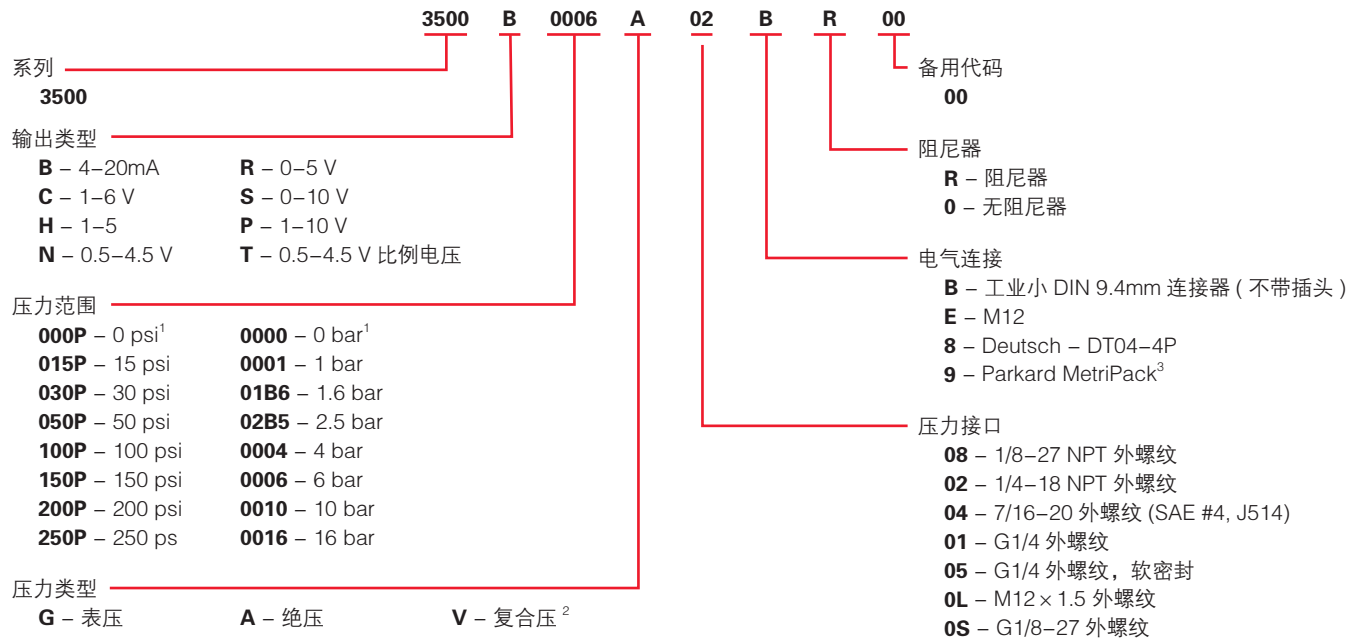 3500 B 0006 A 02 B R 00
系列
3500
输出类型
B – 4–20mA R – 0–5 V
C – 1–6 V S – 0–10 V
H – 1–5 P – 1–10 V
N – 0.5–4.5 V T – 0.5–4.5 V 比例电压
压力范围
000P – 0 psi¹ 0000 – 0 bar¹
015P – 15 psi 0001 – 1 bar
030P – 30 psi 01B6 – 1.6 bar
050P – 50 psi 02B5 – 2.5 bar
100P – 100 psi 0004 – 4 bar
150P – 150 psi 0006 – 6 bar
200P – 200 psi 0010 – 10 bar
250P – 250 ps 0016 – 16 bar
压力类型
G – 表压 A – 绝压 V – 复合压 ²
备用代码
00
阻尼器
R – 阻尼器
0 – 无阻尼器
电气连接
B – 工业小 DIN 9.4mm 连接器 ( 不带插头 )
E – M12
8 – Deutsch – DT04–4P
9 – Parkard MetriPack³
压力接口
08 – 1/8–27 NPT 外螺纹
02 – 1/4–18 NPT 外螺纹
04 – 7/16–20 外螺纹 (SAE #4, J514)
01 – G1/4 外螺纹
05 – G1/4 外螺纹，软密封
0L – M12×1.5 外螺纹
0S – G1/8–27 外螺纹